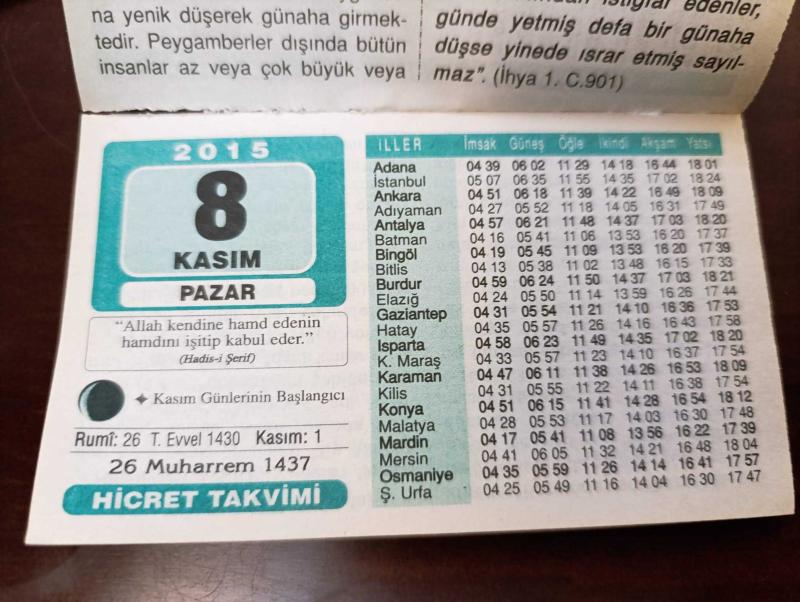 na yenik düşerek günaha girmek-
tedir. Peygamberler dışında bütün
insanlar az veya çok büyük veya
istiğfar edenler,
günde yetmiş defa bir günaha
düşse yinede ısrar etmiş sayıl-
maz”. (İhya 1. C.901)
2015
8
KASIM
PAZAR
“Allah kendine hamd edenin
hamdını işitip kabul eder.”
(Hadis-i Şerif)
Kasım Günlerinin Başlangıcı
Rumî: 26 T. Evvel 1430 Kasım: 1
26 Muharrem 1437
HİCRET TAKVİMİ
İLLER İmsak Güneş Öğle İkindi Akşam Yatsı
Adana 04 39 06 02 11 29 14 18 16 44 18 01
İstanbul 05 07 06 35 11 55 14 35 17 02 18 24
Ankara 04 51 06 18 11 39 14 22 16 49 18 09
Adıyaman 04 27 05 52 11 18 14 05 16 31 17 49
Antalya 04 57 06 21 11 48 14 37 17 03 18 20
Batman 04 16 05 41 11 06 13 53 16 20 17 37
Bingöl 04 19 05 45 11 09 13 53 16 20 17 39
Bitlis 04 13 05 38 11 02 13 48 16 15 17 33
Burdur 04 59 06 24 11 50 14 37 17 03 18 21
Elazığ 04 24 05 50 11 14 13 59 16 26 17 44
Gaziantep 04 31 05 54 11 21 14 10 16 36 17 53
Hatay 04 35 05 57 11 26 14 16 16 43 17 58
Isparta 04 58 06 23 11 49 14 35 17 02 18 20
K. Maraş 04 33 05 57 11 23 14 10 16 37 17 54
Karaman 04 47 06 11 11 38 14 26 16 53 18 09
Kilis 04 31 05 55 11 22 14 11 16 38 17 54
Konya 04 51 06 15 11 41 14 28 16 54 18 12
Malatya 04 28 05 53 11 17 14 03 16 30 17 48
Mardin 04 17 05 41 11 08 13 56 16 22 17 39
Mersin 04 41 06 05 11 32 14 21 16 48 18 04
Osmaniye 04 35 05 59 11 26 14 14 16 41 17 57
Ş. Urfa 04 25 05 49 11 16 14 04 16 30 17 47